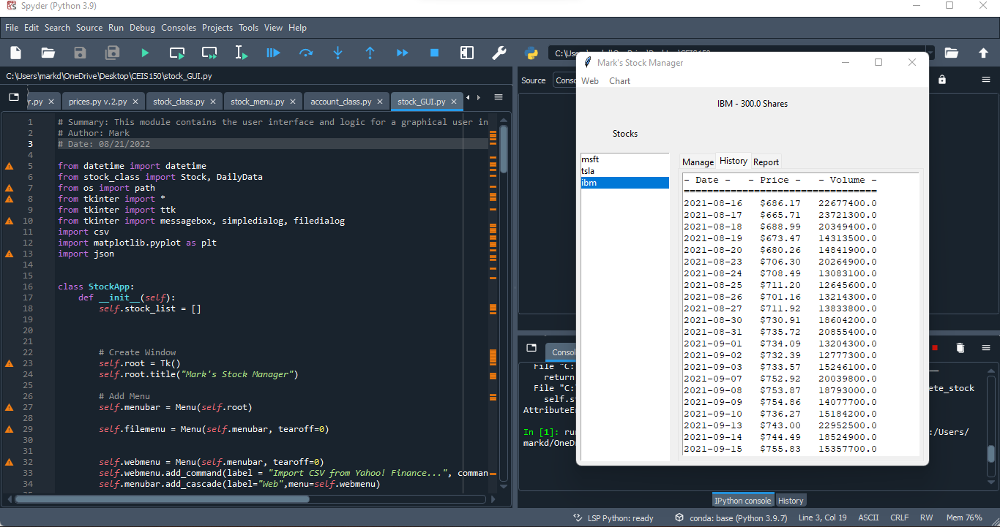 Spyder (Python 3.9)
File Edit Search Source Run Debug Consoles Projects Tools View Help
C:\Users\markd\OneDrive\Desktop\CEIS150\stock_GUI.py
r.py prices.py v.2.py stock_class.py stock_menu.py account_class.py stock_GUI.py
1 # Summary: This module contains the user interface and logic for a graphical user in
2 # Author: Mark
3 # Date: 08/21/2022
4
5 from datetime import datetime
6 from stock_class import Stock, DailyData
7 from os import path
8 from tkinter import *
9 from tkinter import ttk
10 from tkinter import messagebox, simpledialog, filedialog
11 import csv
12 import matplotlib.pyplot as plt
13 import json
14
15
16 class StockApp:
17 def __init__(self):
18 self.stock_list = []
19
20
21
22 # Create Window
23 self.root = Tk()
24 self.root.title("Mark's Stock Manager")
25
26 # Add Menu
27 self.menubar = Menu(self.root)
28
29 self.filemenu = Menu(self.menubar, tearoff=0)
30
31
32 self.webmenu = Menu(self.menubar, tearoff=0)
33 self.webmenu.add_command(label = "Import CSV from Yahoo! Finance...", comman
34 self.menubar.add_cascade(label="Web",menu=self.webmenu)
Source Conso
Mark's Stock Manager
Web Chart
IBM - 300.0 Shares
Stocks
msft
tsla
ibm
Manage History Report
- Date - - Price - - Volume -
=================================
2021-08-16 $686.17 22677400.0
2021-08-17 $665.71 23721300.0
2021-08-18 $688.99 20349400.0
2021-08-19 $673.47 14313500.0
2021-08-20 $680.26 14841900.0
2021-08-23 $706.30 20264900.0
2021-08-24 $708.49 13083100.0
2021-08-25 $711.20 12645600.0
2021-08-26 $701.16 13214300.0
2021-08-27 $711.92 13833800.0
2021-08-30 $730.91 18604200.0
2021-08-31 $735.72 20855400.0
2021-09-01 $734.09 13204300.0
2021-09-02 $732.39 12777300.0
2021-09-03 $733.57 15246100.0
2021-09-07 $752.92 20039800.0
2021-09-08 $753.87 18793000.0
2021-09-09 $754.86 14077700.0
2021-09-10 $736.27 15184200.0
2021-09-13 $743.00 22952500.0
2021-09-14 $744.49 18524900.0
2021-09-15 $755.83 15357700.0
Consol
File "C:
return
File "C:\ ete_stock
self.st
AttributeE
In [1]: ru :/Users/
markd/OneD
IPython console History
LSP Python: ready conda: base (Python 3.9.7) Line 3, Col 19 ASCII CRLF RW Mem 76%